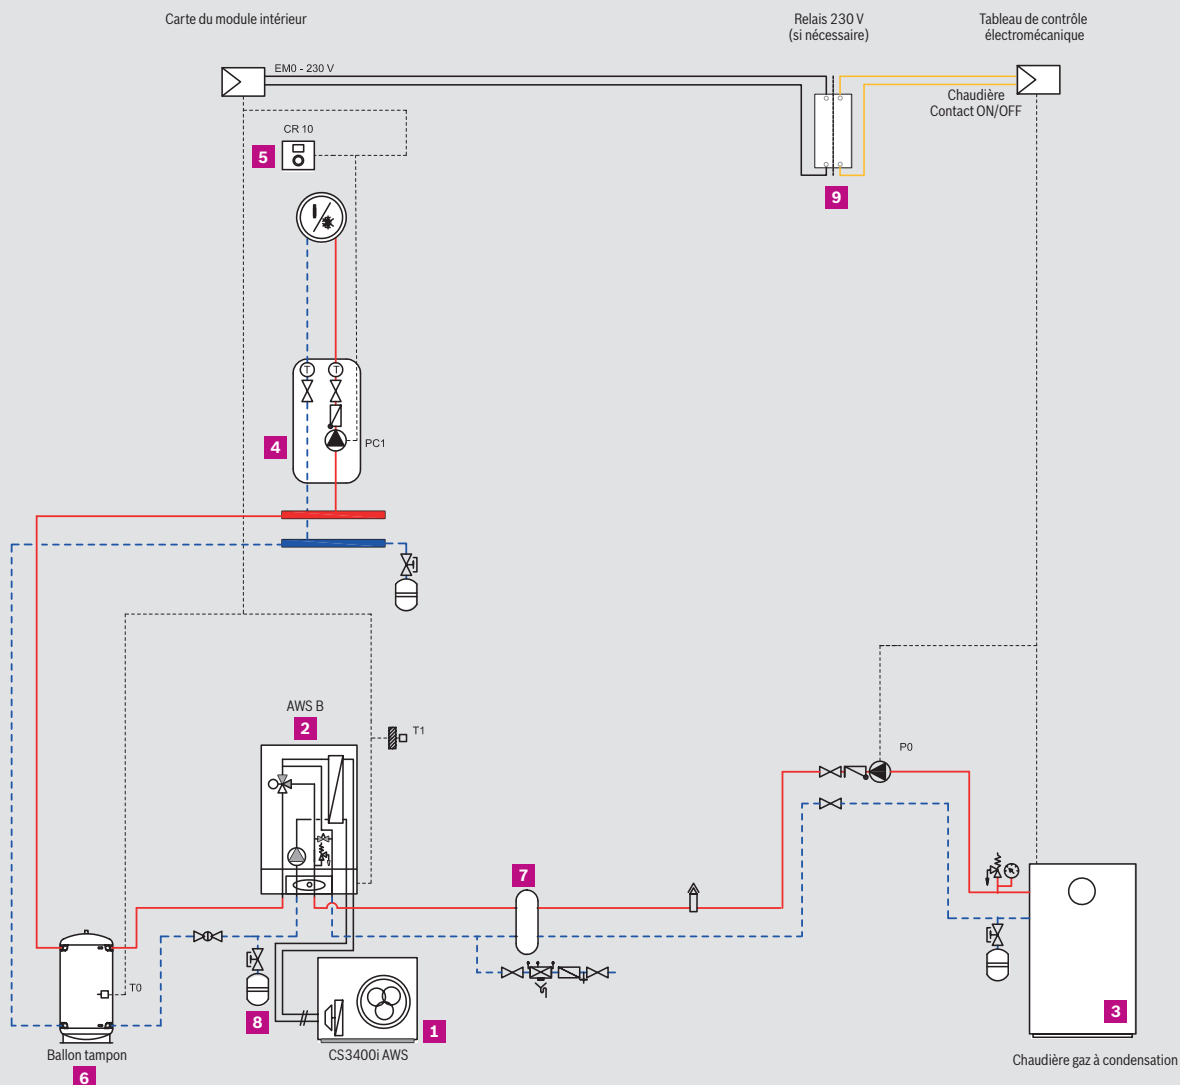 Carte du module intérieur
Relais 230 V
(si nécessaire)
Tableau de contrôle
électromécanique
EM0 - 230 V
Chaudière
Contact ON/OFF
CR 10
5
9
T
T
4
PC1
AWS B
2
T1
P0
7
T0
8
1
3
Ballon tampon
6
CS3400i AWS
Chaudière gaz à condensation